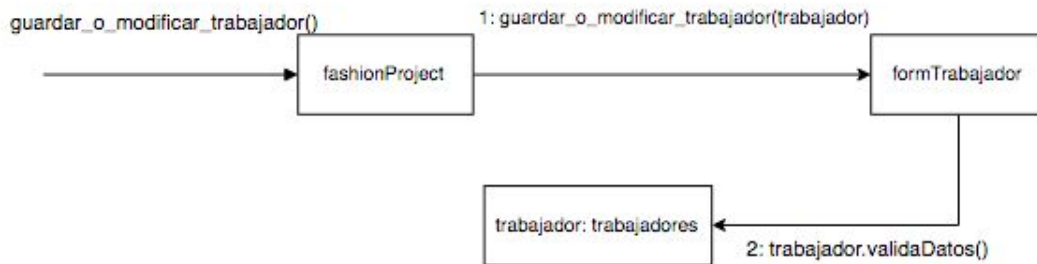 guardar_o_modificar_trabajador()
1: guardar_o_modificar_trabajador(trabajador)
fashionProject
formTrabajador
trabajador: trabajadores
2: trabajador.validaDatos()